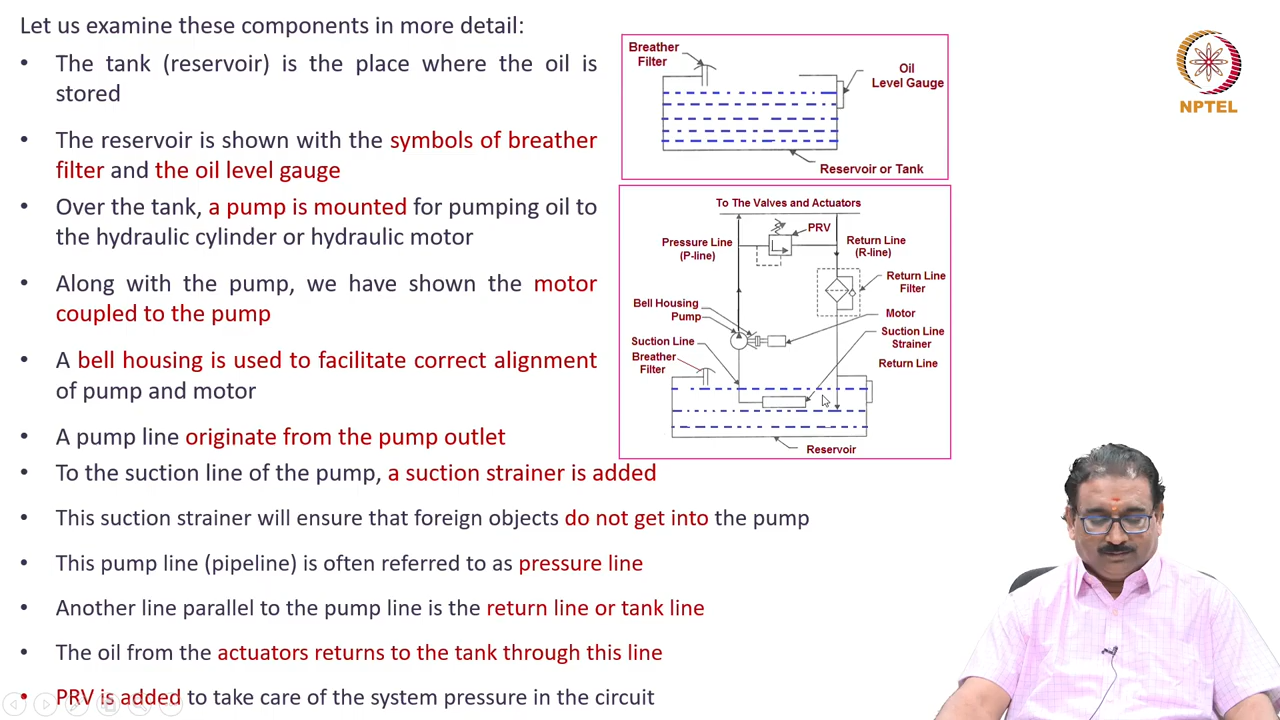 Let us examine these components in more detail:
• The tank (reservoir) is the place where the oil is
stored
• The reservoir is shown with the symbols of breather
filter and the oil level gauge
• Over the tank, a pump is mounted for pumping oil to
the hydraulic cylinder or hydraulic motor
• Along with the pump, we have shown the motor
coupled to the pump
• A bell housing is used to facilitate correct alignment
of pump and motor
• A pump line originate from the pump outlet
• To the suction line of the pump, a suction strainer is added
• This suction strainer will ensure that foreign objects do not get into the pump
• This pump line (pipeline) is often referred to as pressure line
• Another line parallel to the pump line is the return line or tank line
• The oil from the actuators returns to the tank through this line
• PRV is added to take care of the system pressure in the circuit
Breather
Filter
Oil
Level Gauge
Reservoir or Tank
To The Valves and Actuators
PRV
Pressure Line
(P-line)
Return Line
(R-line)
Return Line
Filter
Bell Housing
Pump
Motor
Suction Line
Suction Line
Strainer
Breather
Filter
Return Line
Reservoir
NPTEL